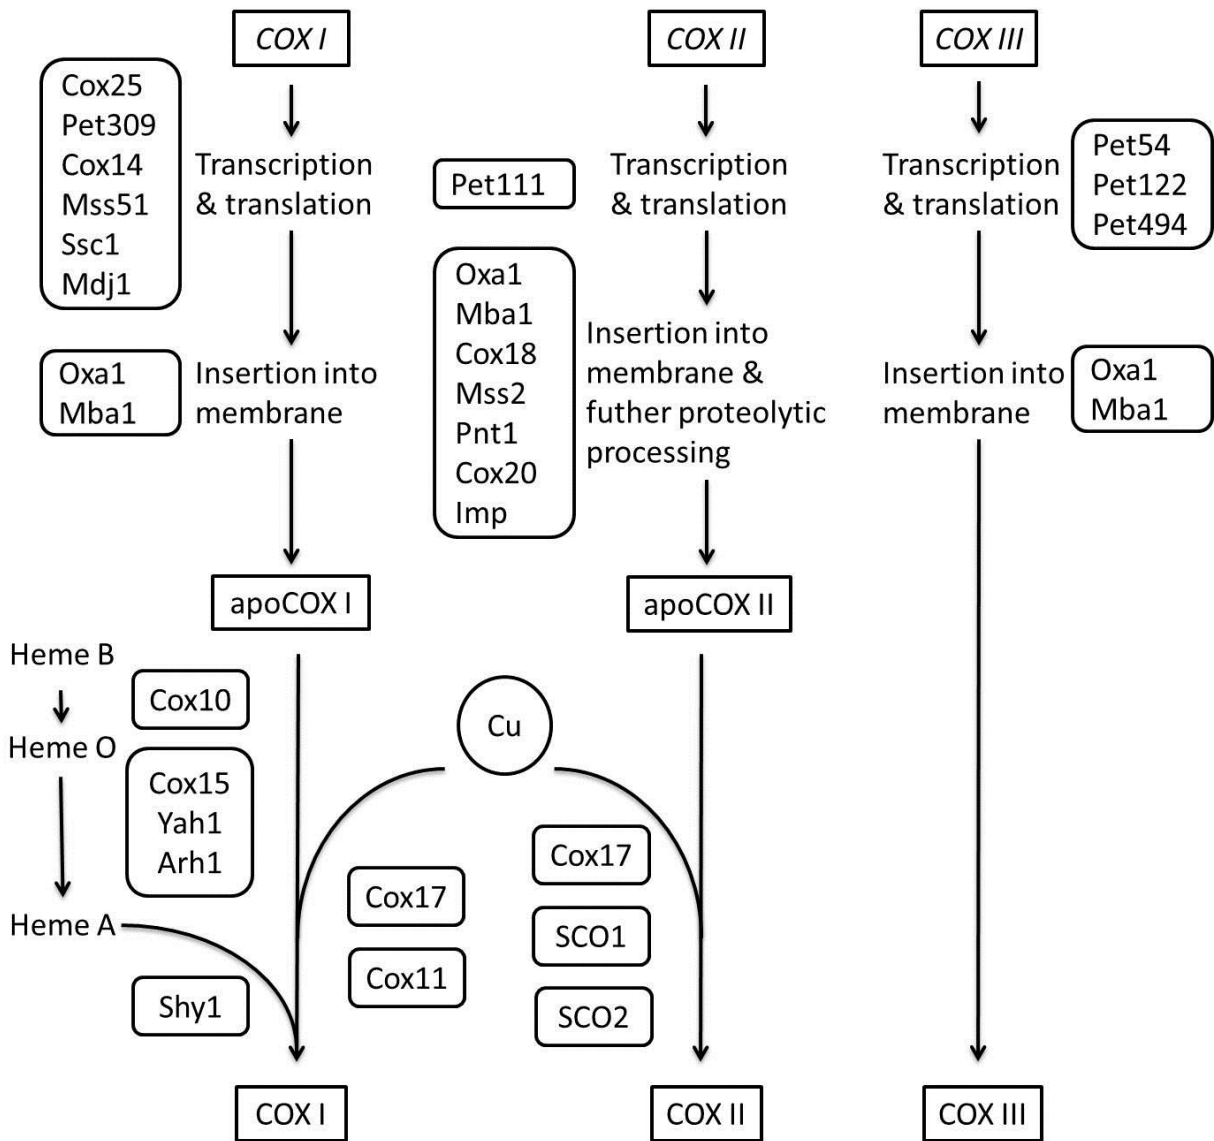 COX I
COX II
COX III
Cox25
Pet309
Cox14
Mss51
Ssc1
Mdj1
Transcription
& translation
Pet111
Transcription
& translation
Transcription
& translation
Pet54
Pet122
Pet494
Oxa1
Mba1
Insertion into
membrane
Oxa1
Mba1
Cox18
Mss2
Pnt1
Cox20
Imp
Insertion into
membrane &
futher proteolytic
processing
Insertion into
membrane
Oxa1
Mba1
apoCOX I
apoCOX II
Heme B
Cox10
Heme O
Cox15
Yah1
Arh1
Heme A
Shy1
Cu
Cox17
Cox11
Cox17
SCO1
SCO2
COX I
COX II
COX III